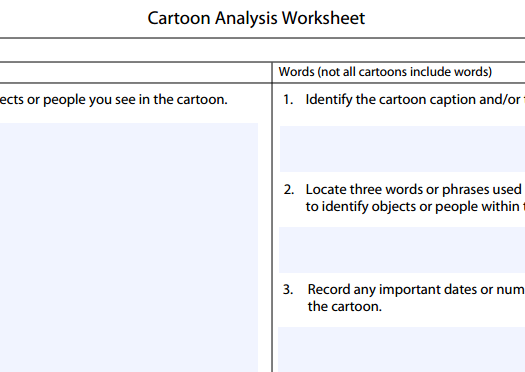 Cartoon Analysis Worksheet
Words (not all cartoons include words)
ects or people you see in the cartoon.
1. Identify the cartoon caption and/or
2. Locate three words or phrases used
to identify objects or people within
3. Record any important dates or num
the cartoon.